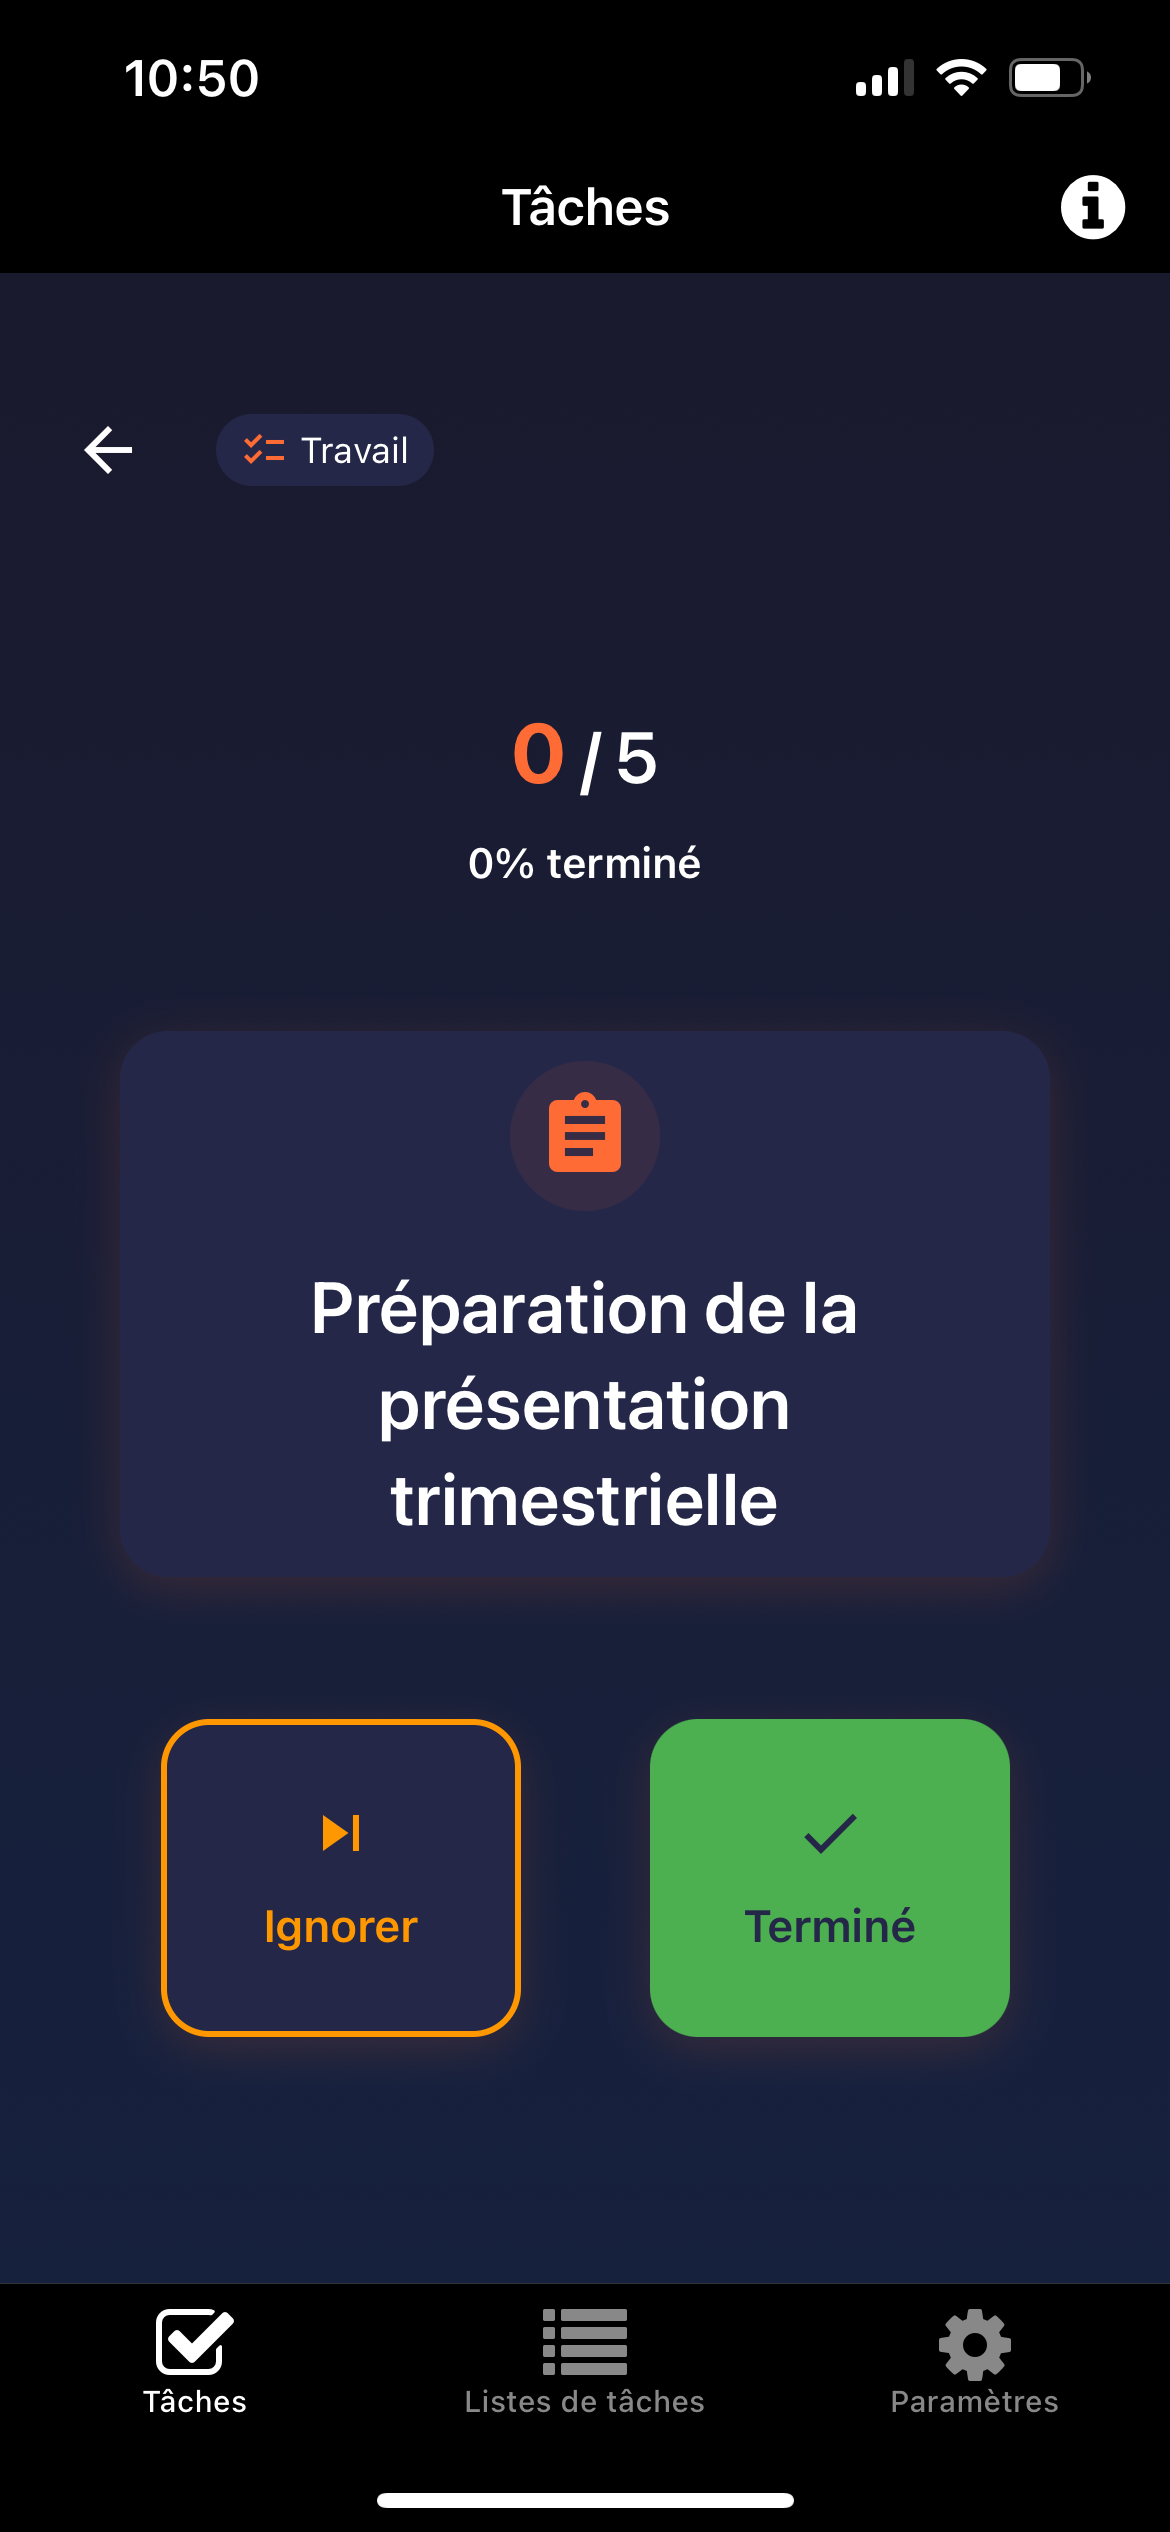 10:50
Tâches
Travail
0/5
0% terminé
Préparation de la
présentation
trimestrielle
Ignorer
Terminé
Tâches
Listes de tâches
Paramètres